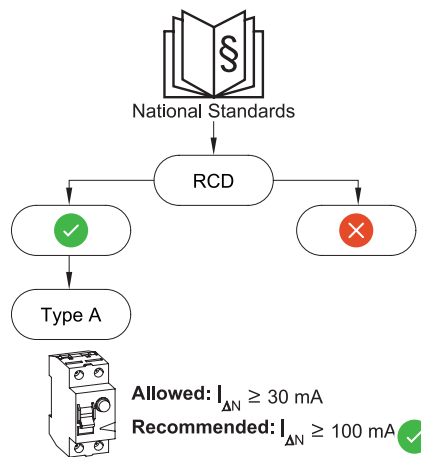 §
National Standards
RCD
Type A
Allowed: IΔN ≥ 30 mA
Recommended: IΔN ≥ 100 mA